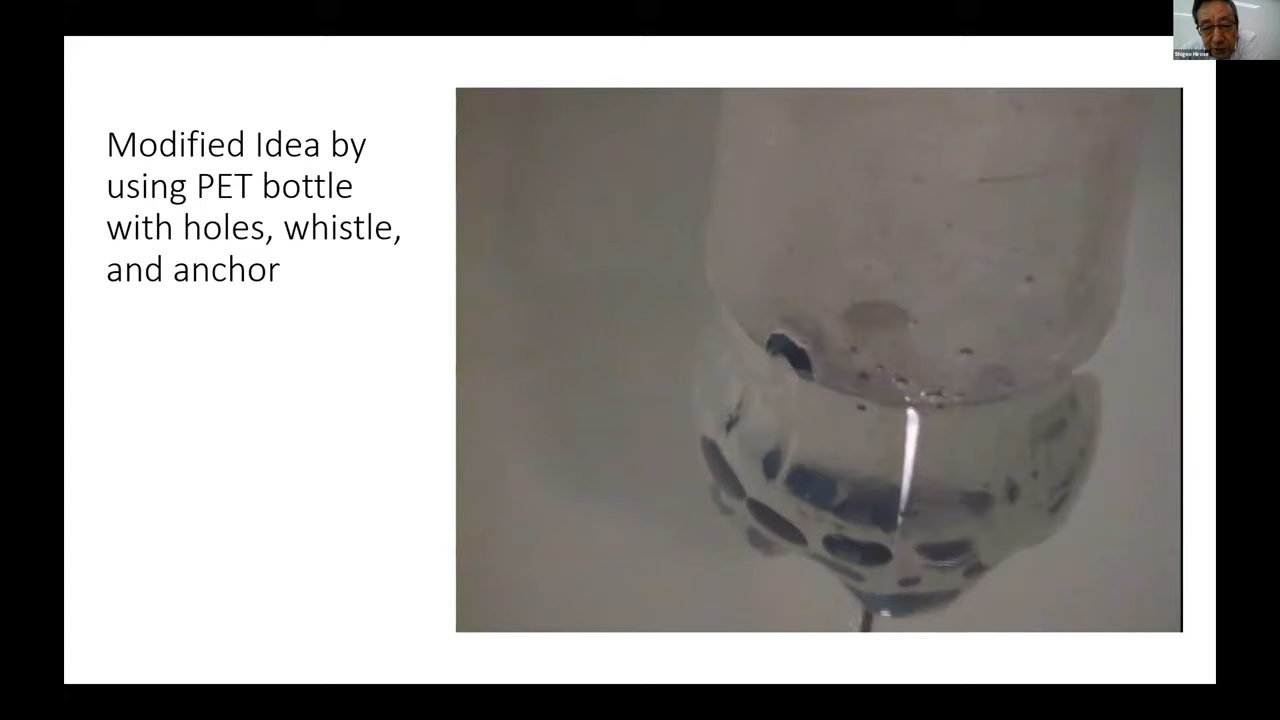 Shigeo Hirose
Modified Idea by
using PET bottle
with holes, whistle,
and anchor